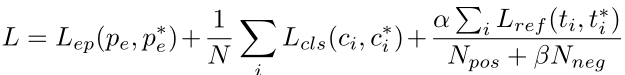 L = L_{ep}(p_e, p_e^*) + \frac{1}{N} \sum_i L_{cls}(c_i, c_i^*) + \frac{\alpha \sum_i L_{ref}(t_i, t_i^*)}{N_{pos} + \beta N_{neg}}